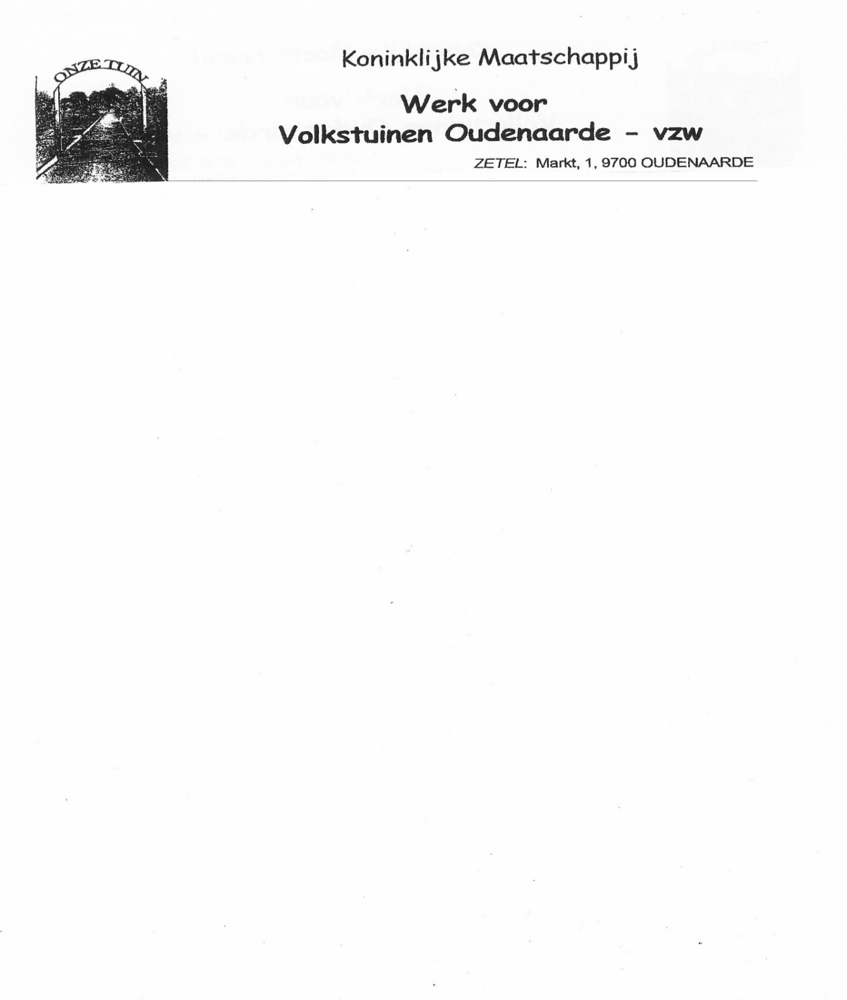 ONZE TUIN
Koninklijke Maatschappij
Werk voor
Volkstuinen Oudenaarde - vzw
ZETEL: Markt, 1, 9700 OUDENAARDE